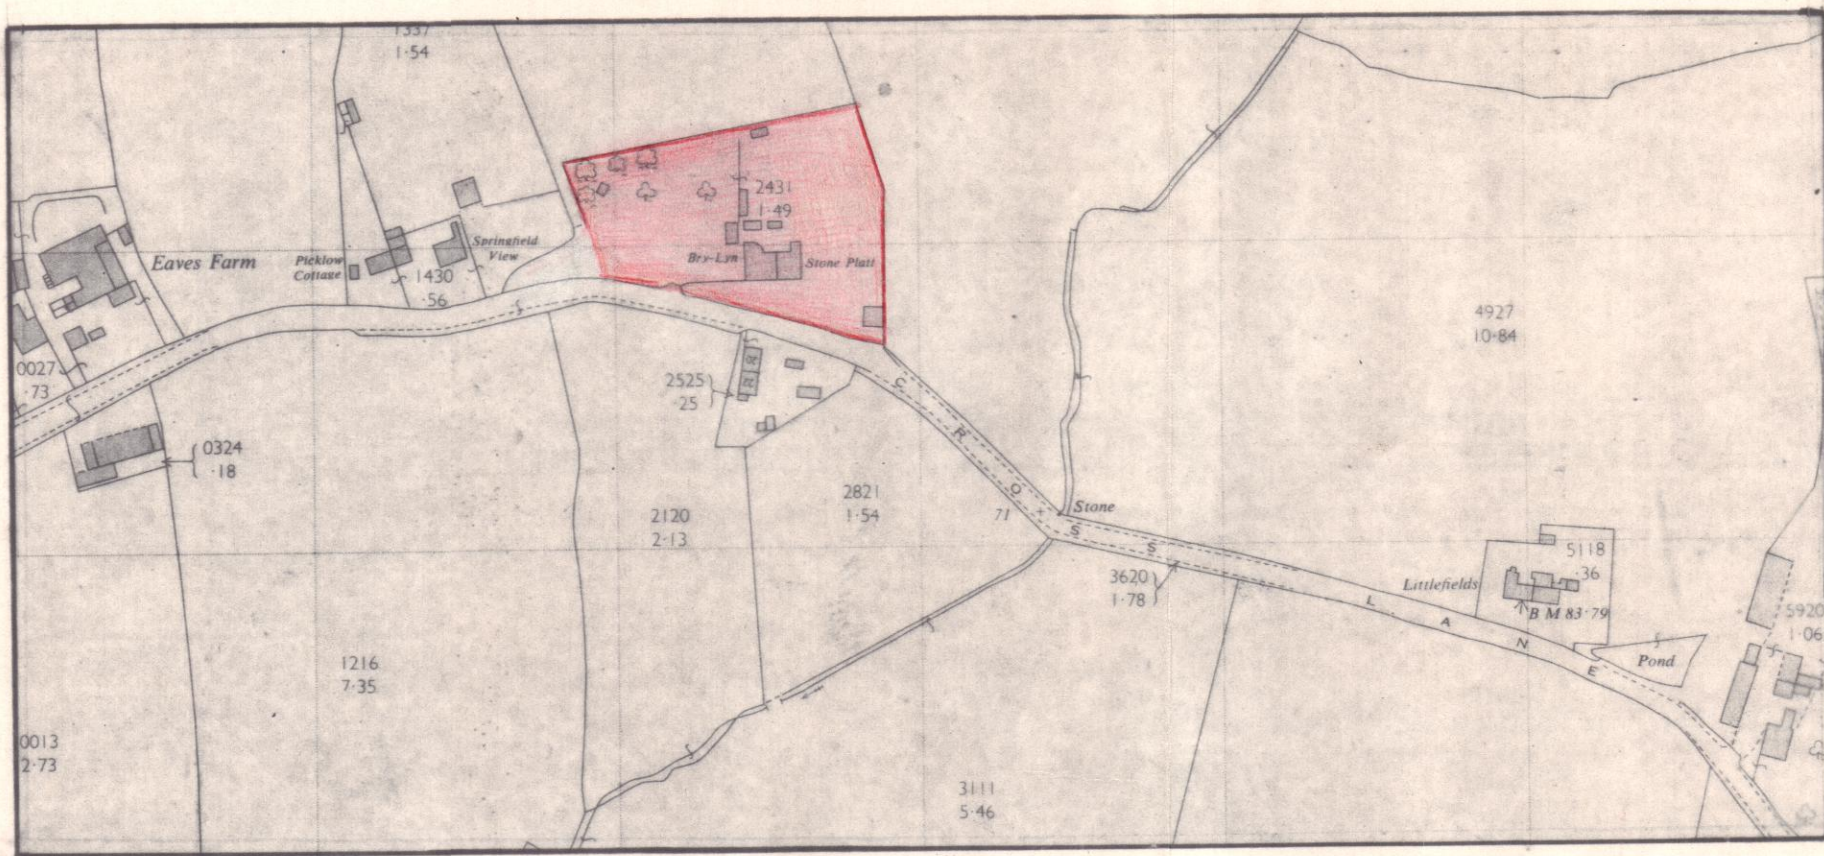 1337
1·54
2431
1·49
Springfield
View
Eaves Farm
Picklow
Cottage
Bry-Lyn
Stone Platt
1430
·56
4927
10·84
0027
·73
2525
·25
C
R
O
S
S
L
A
N
E
0324
·18
2821
1·54
71
Stone
2120
2·13
5118
·36
3620
1·78
Littlefields
B M 83·79
5920
1·06
Pond
1216
7·35
0013
2·73
3111
5·46